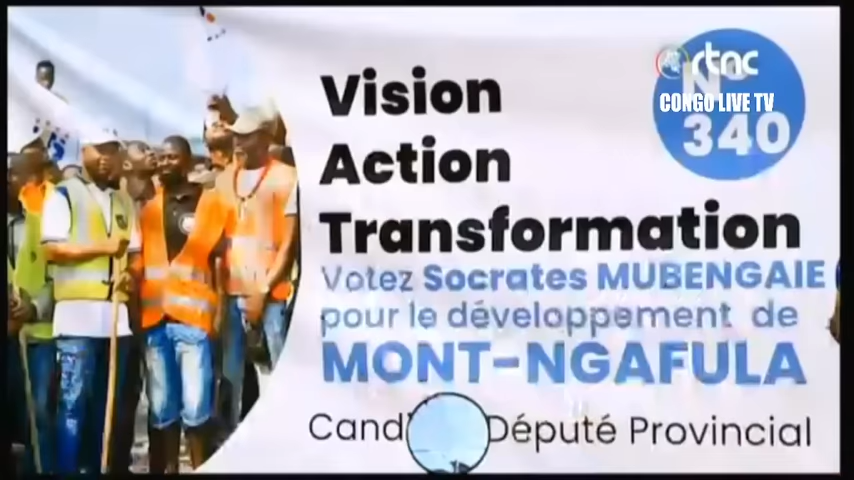 rtnc
N°
CONGO LIVE TV
340
Vision
Action
Transformation
Votez Socrates MUBENGAIE
pour le développement de
MONT-NGAFULA
Candi Député Provincial